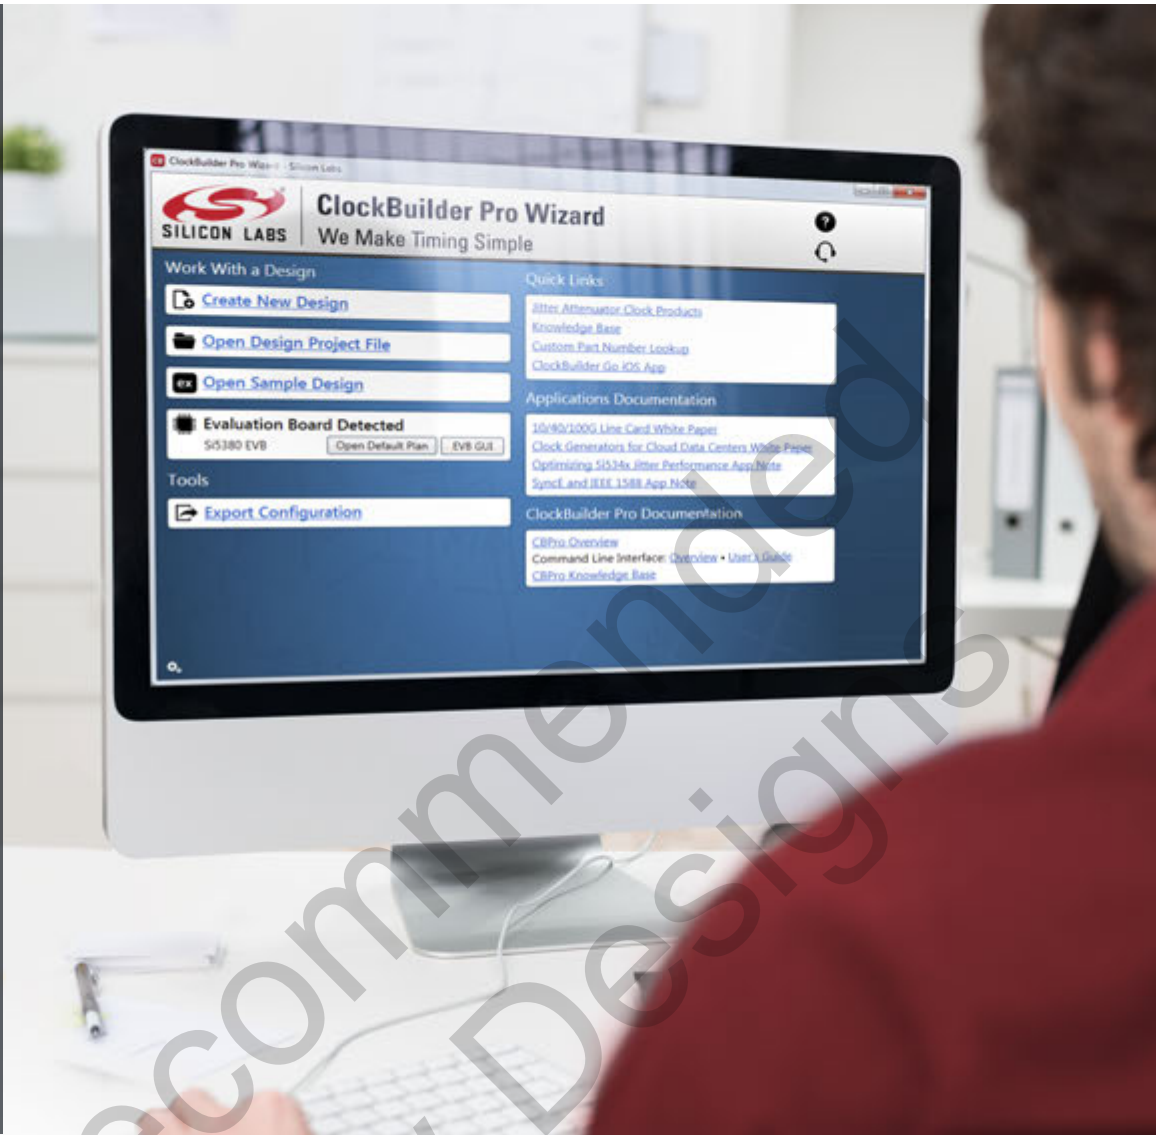 ClockBuilder Pro Wizard - Silicon Labs
SILICON LABS
ClockBuilder Pro Wizard
We Make Timing Simple
?
Work With a Design
Create New Design
Open Design Project File
ex Open Sample Design
Evaluation Board Detected
Si5380 EVB
Open Default Plan
EVB GUI
Tools
Export Configuration
Quick Links
Jitter Attenuator Clock Products
Knowledge Base
Custom Part Number Lookup
ClockBuilder Go iOS App
Applications Documentation
10/40/100G Line Card White Paper
Clock Generators for Cloud Data Centers White Paper
Optimizing Si534x Jitter Performance App Note
SyncE and IEEE 1588 App Note
ClockBuilder Pro Documentation
CBPro Overview
Command Line Interface: Overview • User's Guide
CBPro Knowledge Base
ecommended
Designs